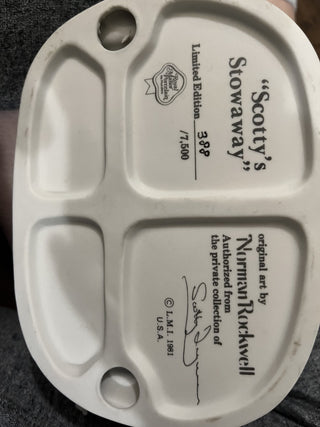 “Scotty’s
Stowaway”
Limited Edition 388
/7,500
original art by
Norman Rockwell
Authorized from
the private collection of
Scotty
© L.M.I. 1981
U.S.A.